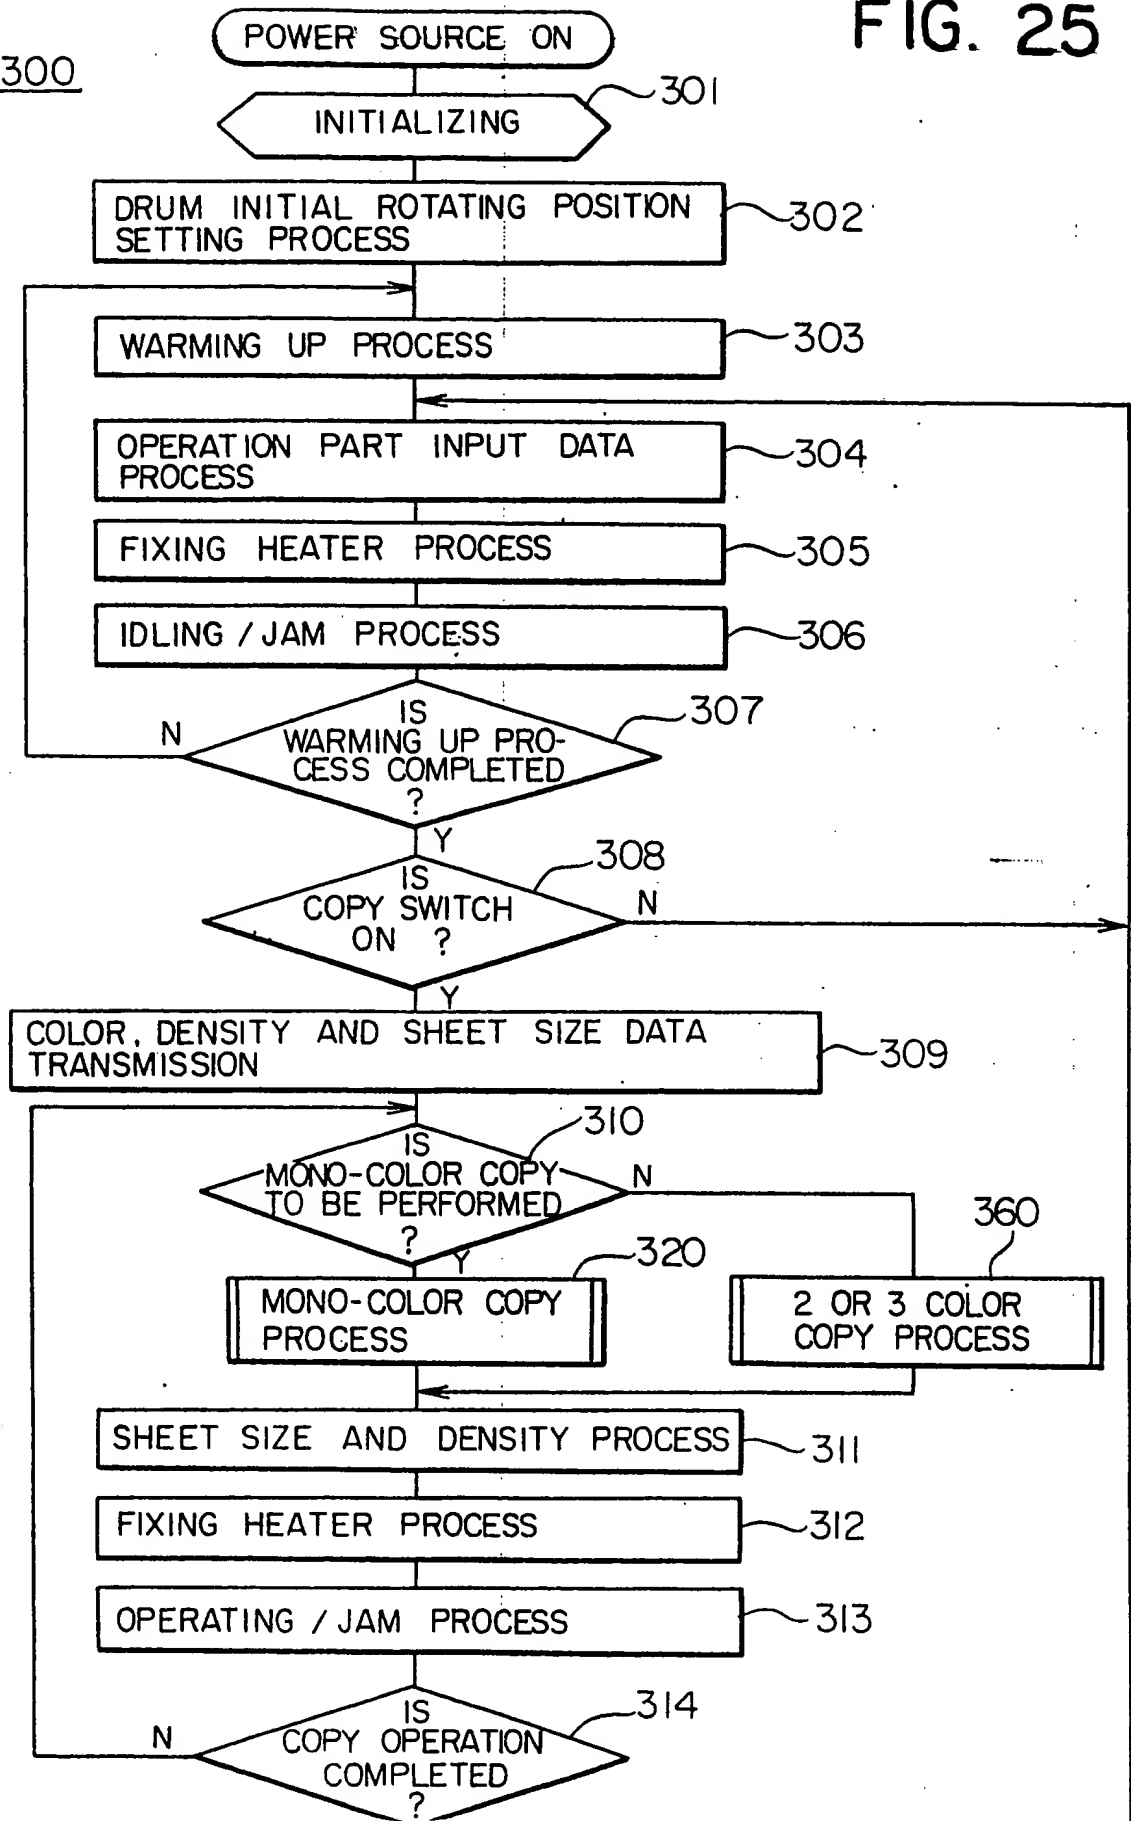 FIG. 25
300
POWER SOURCE ON
301
INITIALIZING
DRUM INITIAL ROTATING POSITION
SETTING PROCESS
302
WARMING UP PROCESS
303
OPERATION PART INPUT DATA
PROCESS
304
FIXING HEATER PROCESS
305
IDLING / JAM PROCESS
306
IS
WARMING UP PRO-
CESS COMPLETED
?
307
N
Y
308
IS
COPY SWITCH
ON ?
N
Y
COLOR, DENSITY AND SHEET SIZE DATA
TRANSMISSION
309
310
IS
MONO-COLOR COPY
TO BE PERFORMED
?
N
Y
320
360
MONO-COLOR COPY
PROCESS
2 OR 3 COLOR
COPY PROCESS
SHEET SIZE AND DENSITY PROCESS
311
FIXING HEATER PROCESS
312
OPERATING / JAM PROCESS
313
314
IS
COPY OPERATION
COMPLETED
?
N